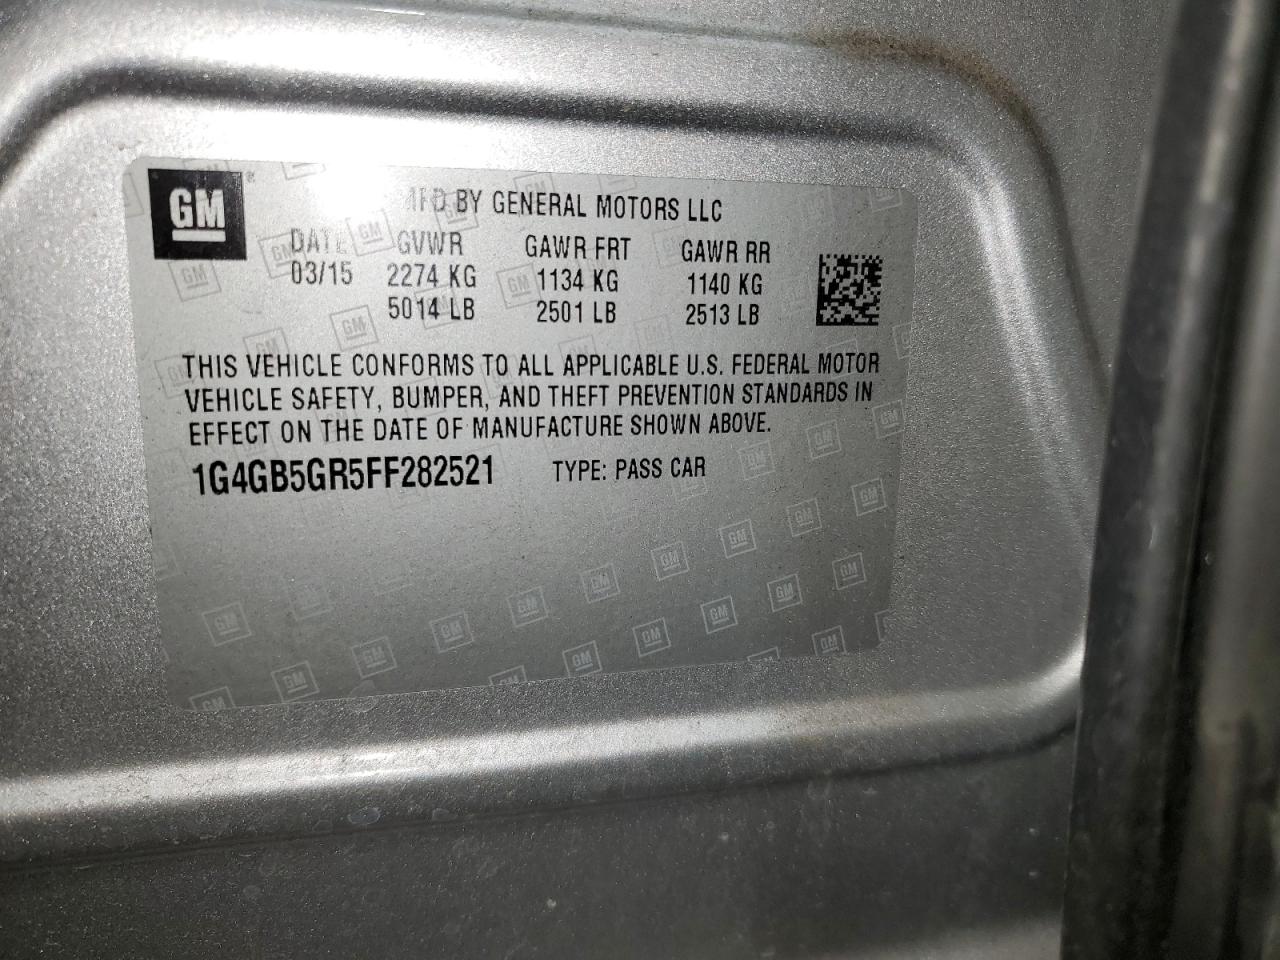 GM
MFD BY GENERAL MOTORS LLC
DATE GVWR GAWR FRT GAWR RR
03/15 2274 KG 1134 KG 1140 KG
5014 LB 2501 LB 2513 LB
THIS VEHICLE CONFORMS TO ALL APPLICABLE U.S. FEDERAL MOTOR
VEHICLE SAFETY, BUMPER, AND THEFT PREVENTION STANDARDS IN
EFFECT ON THE DATE OF MANUFACTURE SHOWN ABOVE.
1G4GB5GR5FF282521 TYPE: PASS CAR